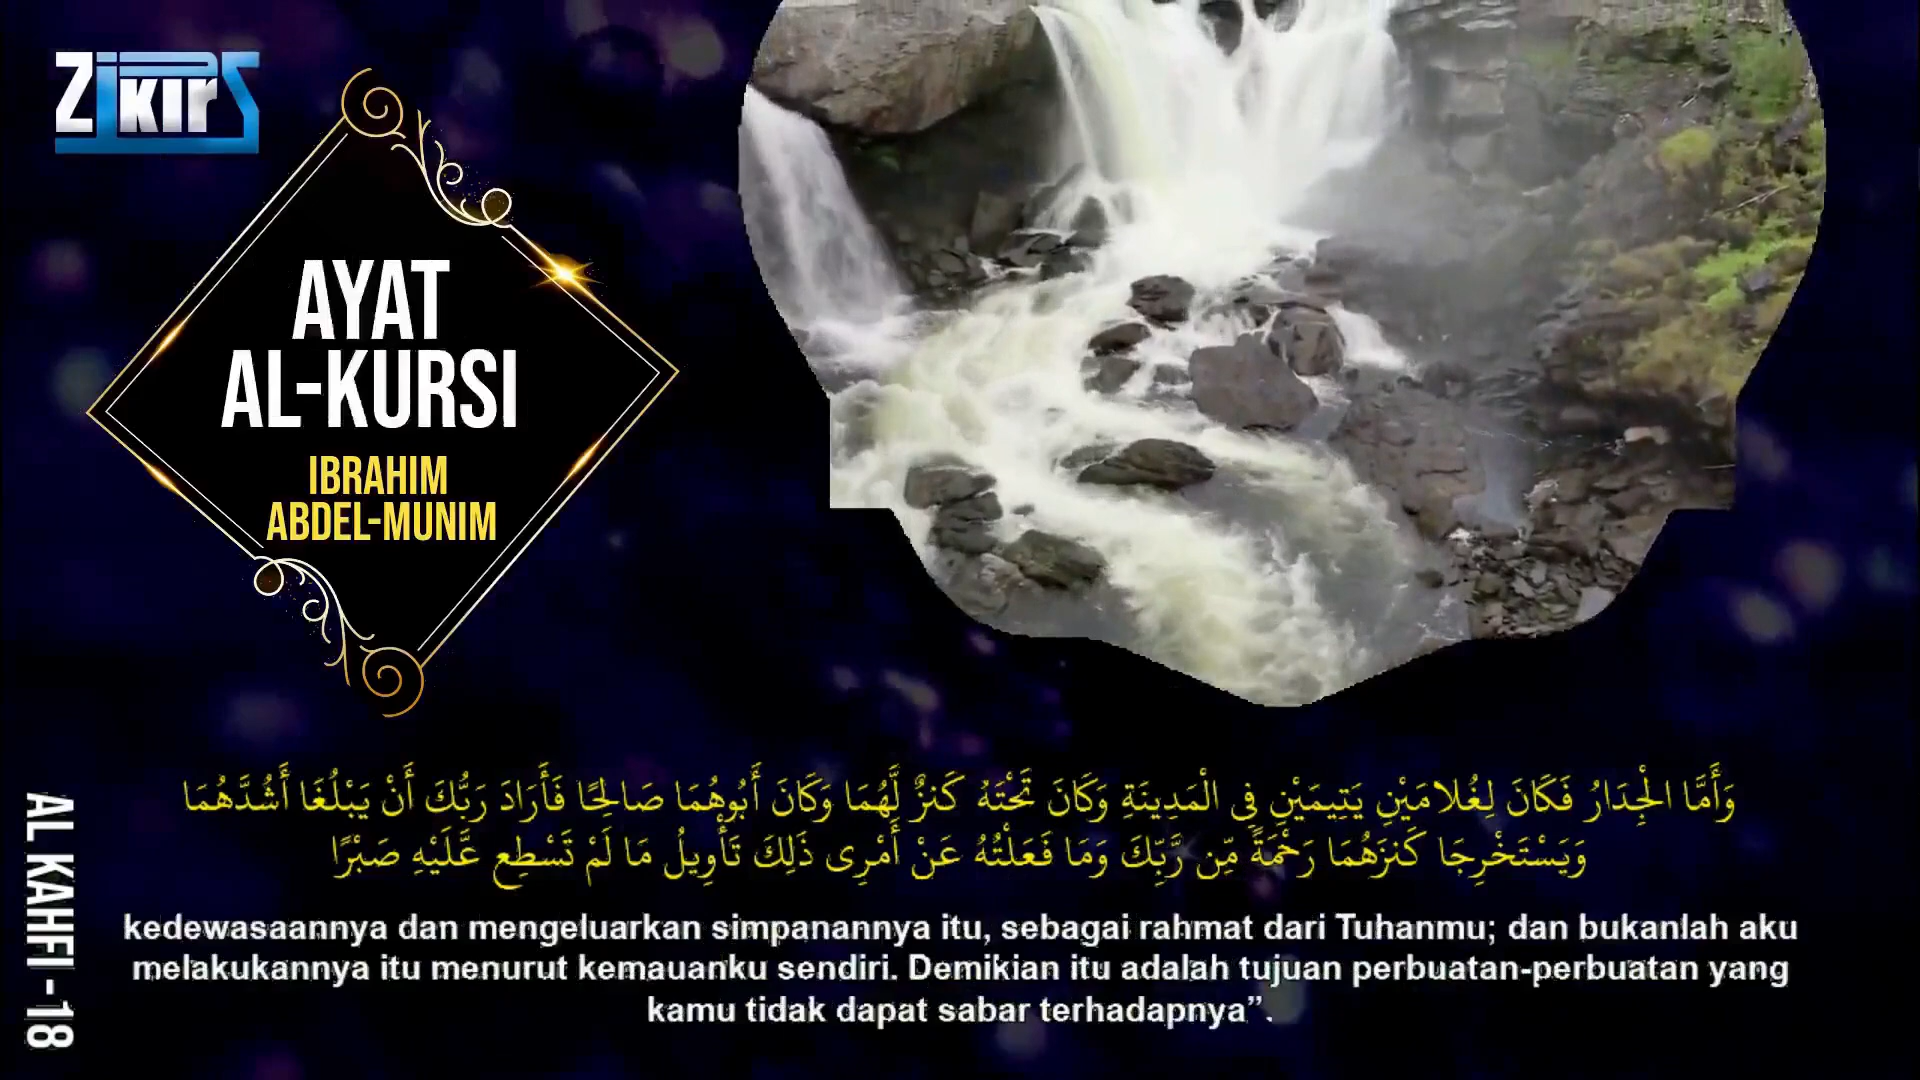 ZikirS
AYAT
AL-KURSI
IBRAHIM
ABDEL-MUNIM
وَأَمَّا الْجِدَارُ فَكَانَ لِغُلامَيْنِ يَتِيمَيْنِ فِي الْمَدِينَةِ وَكَانَ تَحْتَهُ كَنزٌ لَّهُمَا وَكَانَ أَبُوهُمَا صَالِحًا فَأَرَادَ رَبُّكَ أَنْ يَبْلُغَا أَشُدَّهُمَا
وَيَسْتَخْرِجَا كَنزَهُمَا رَحْمَةً مِّن رَّبِّكَ وَمَا فَعَلْتُهُ عَنْ أَمْرِي ذَلِكَ تَأْوِيلُ مَا لَمْ تَسْطِع عَّلَيْهِ صَبْرًا
kedewasaannya dan mengeluarkan simpanannya itu, sebagai rahmat dari Tuhanmu; dan bukanlah aku
melakukannya itu menurut kemauanku sendiri. Demikian itu adalah tujuan perbuatan-perbuatan yang
kamu tidak dapat sabar terhadapnya”.
AL KAHFI - 18